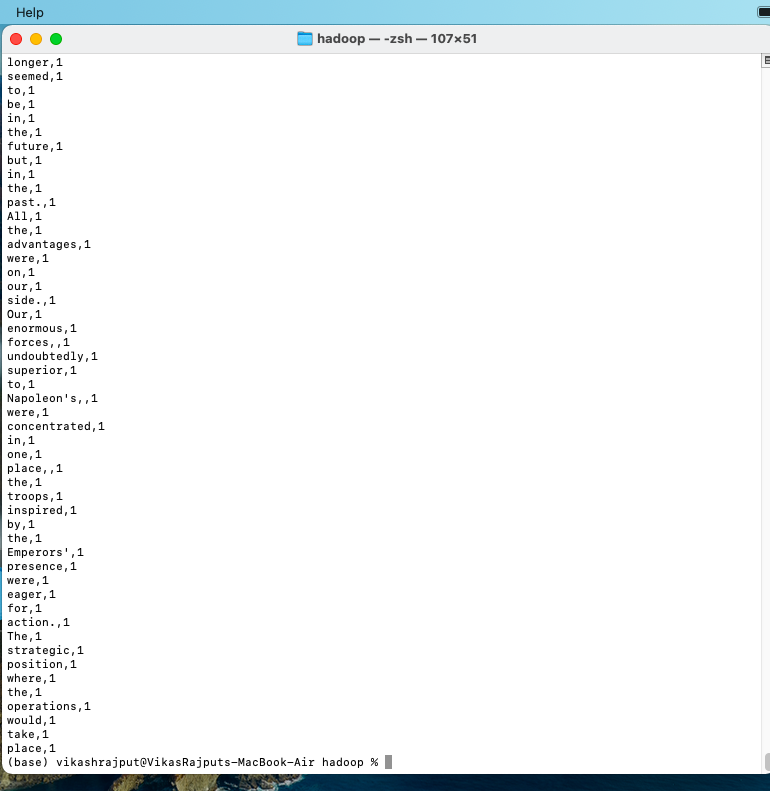 Help
hadoop — -zsh — 107×51
longer,1
seemed,1
to,1
be,1
in,1
the,1
future,1
but,1
in,1
the,1
past.,1
All,1
the,1
advantages,1
were,1
on,1
our,1
side.,1
Our,1
enormous,1
forces,,1
undoubtedly,1
superior,1
to,1
Napoleon's,,1
were,1
concentrated,1
in,1
one,1
place,,1
the,1
troops,1
inspired,1
by,1
the,1
Emperors',1
presence,1
were,1
eager,1
for,1
action.,1
The,1
strategic,1
position,1
where,1
the,1
operations,1
would,1
take,1
place,1
(base) vikashrajput@VikasRajputs-MacBook-Air hadoop %